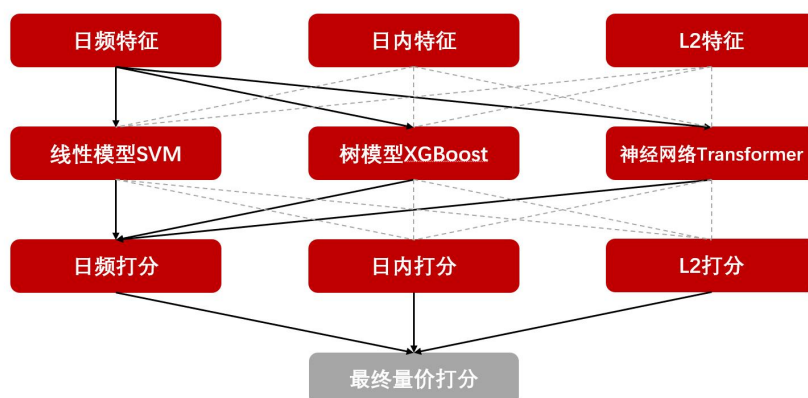 日频特征
日内特征
L2特征
线性模型SVM
树模型XGBoost
神经网络Transformer
日频打分
日内打分
L2打分
最终量价打分